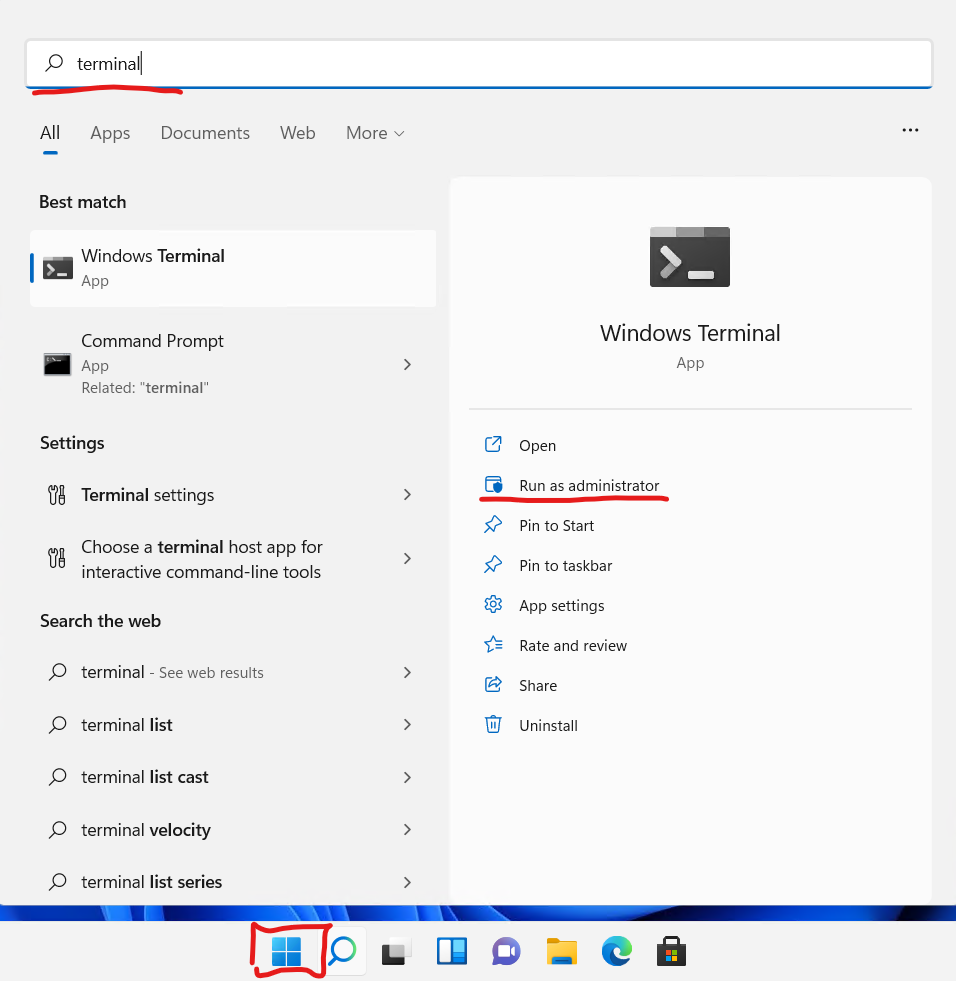 terminal
All Apps Documents Web More ...
Best match
Windows Terminal
App
Command Prompt
App
Related: "terminal"
Settings
Terminal settings
Choose a terminal host app for
interactive command-line tools
Search the web
terminal - See web results
terminal list
terminal list cast
terminal velocity
terminal list series
Windows Terminal
App
Open
Run as administrator
Pin to Start
Pin to taskbar
App settings
Rate and review
Share
Uninstall